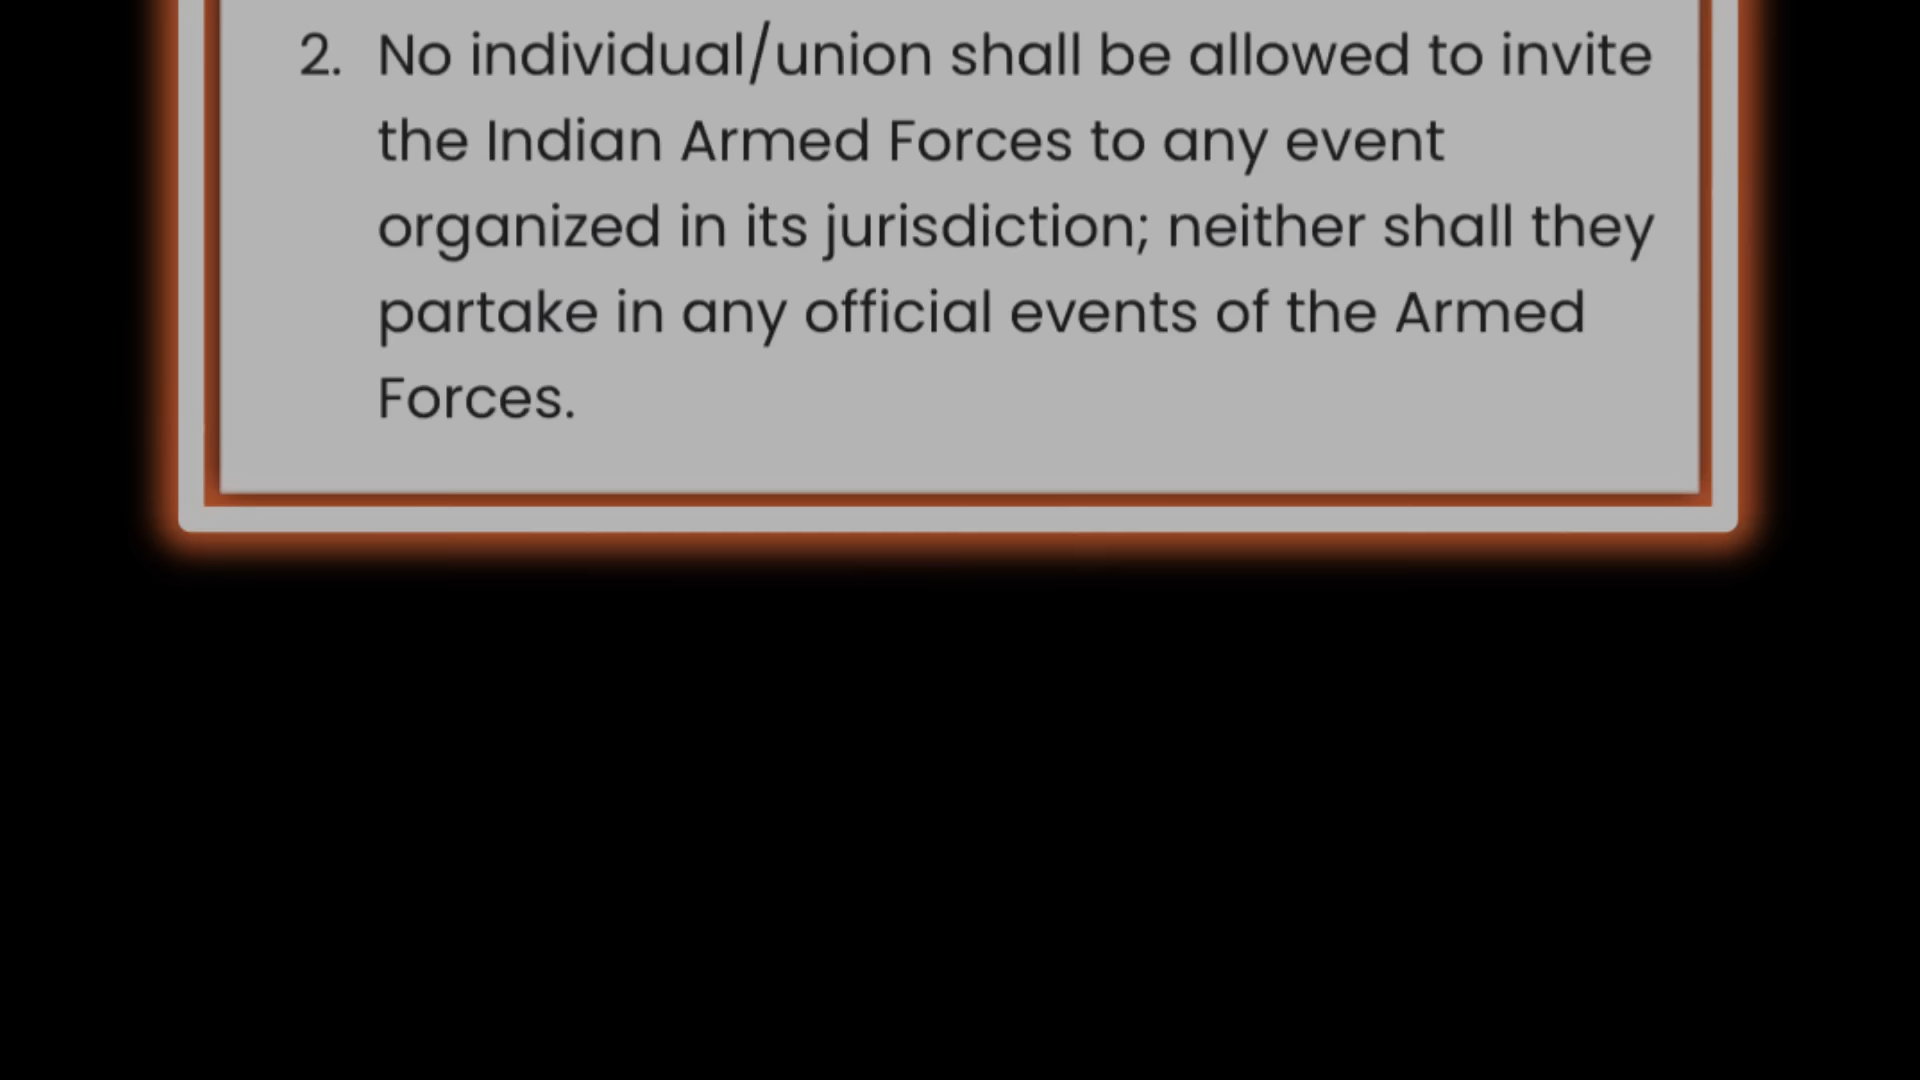 2. No individual/union shall be allowed to invite
the Indian Armed Forces to any event
organized in its jurisdiction; neither shall they
partake in any official events of the Armed
Forces.